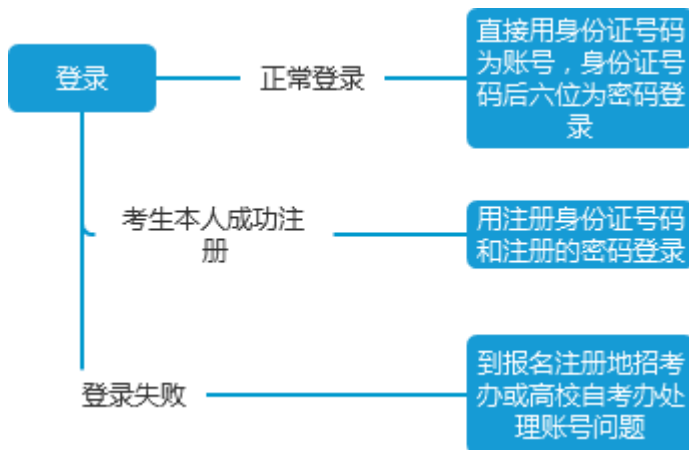 登录
正常登录
直接用身份证号码
为账号，身份证号
码后六位为密码登
录
考生本人成功注
册
用注册身份证号码
和注册的密码登录
登录失败
到报名注册地招考
办或高校自考办处
理账号问题